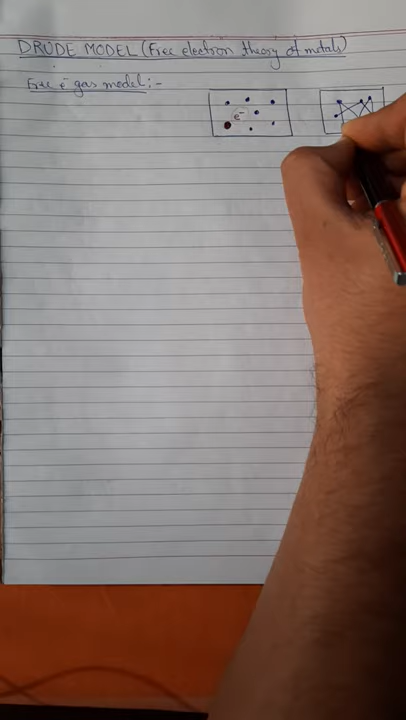 DRUDE MODEL (Free electron theory of metals)
Free e⁻ gas model :-
e⁻